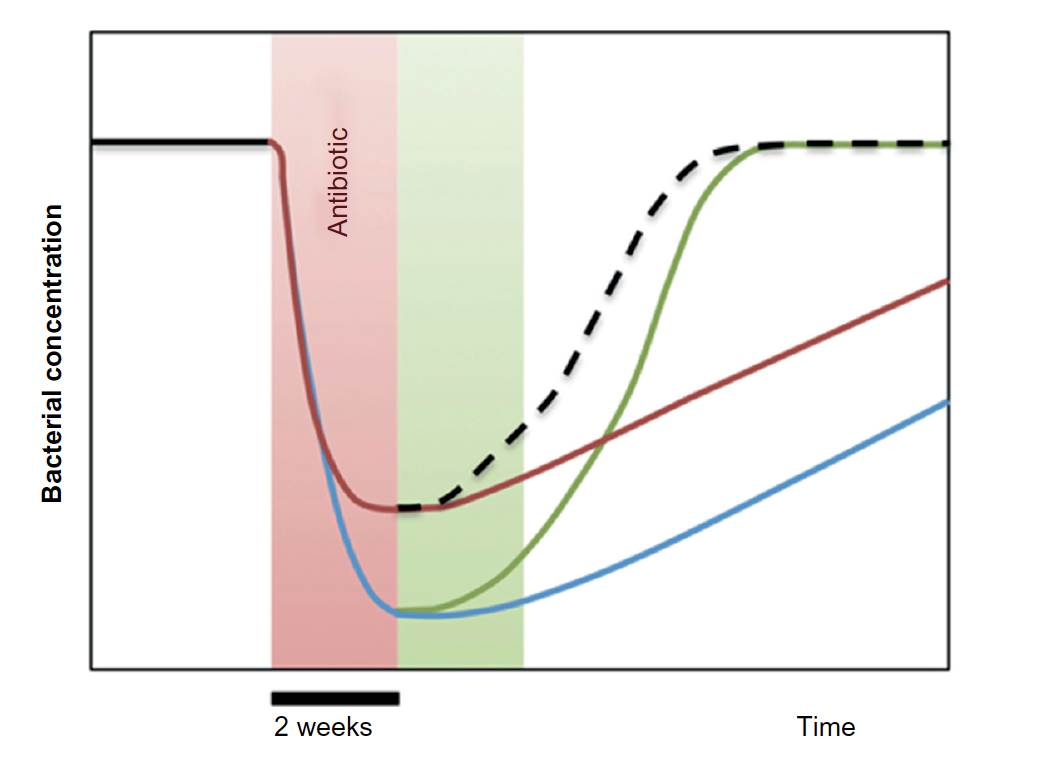 Antibiotic
Bacterial concentration
2 weeks
Time